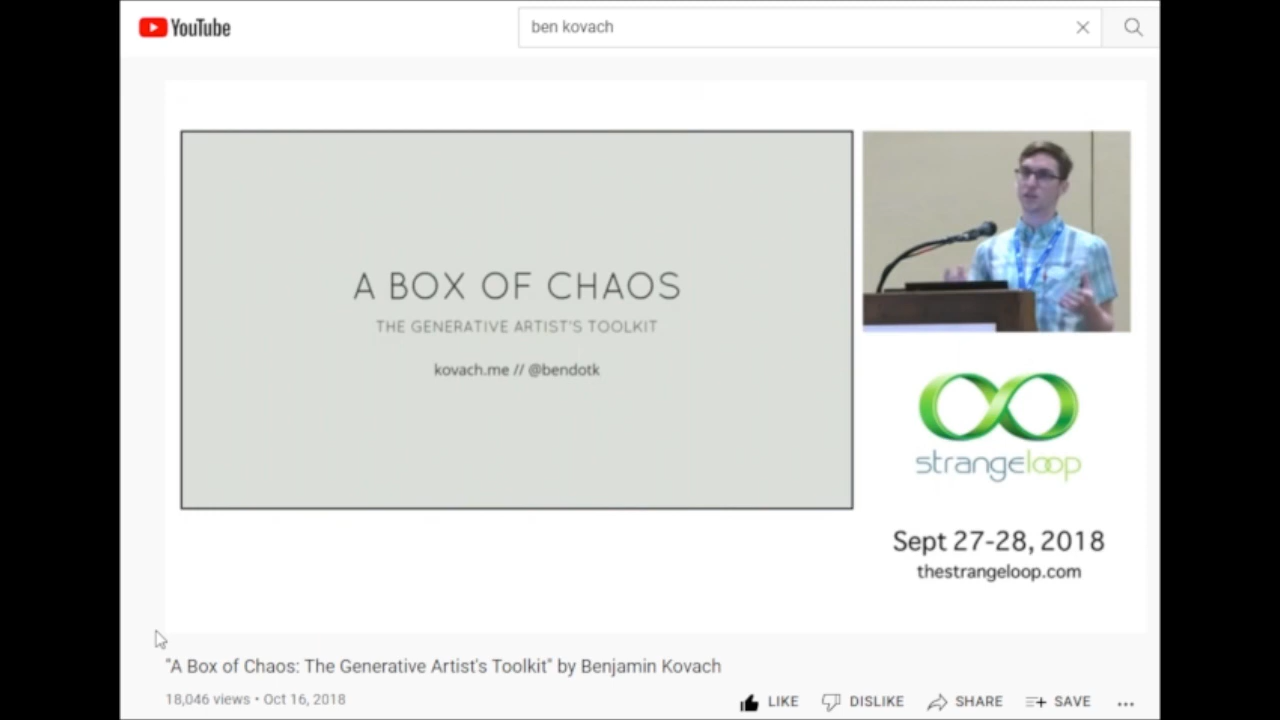 YouTube
ben kovach
A BOX OF CHAOS
THE GENERATIVE ARTIST'S TOOLKIT
kovach.me // @bendotk
strangeloop
Sept 27-28, 2018
thestrangeloop.com
"A Box of Chaos: The Generative Artist's Toolkit" by Benjamin Kovach
18,046 views • Oct 16, 2018
LIKE DISLIKE SHARE SAVE ...